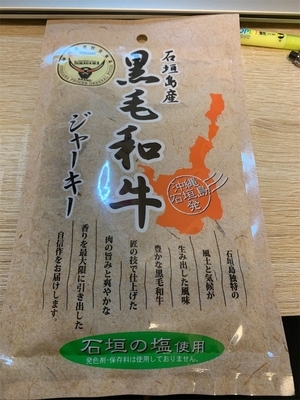 石垣島産
黒毛和牛
ジャーキー
沖縄
石垣島
発
石垣島独特の
風土と気候が
生み出した風味
豊かな黒毛和牛
匠の技で仕上げた
肉の旨みと爽やかな
香りを最大限に引き出した
自信作をお届けします。
石垣の塩使用
発色剤・保存料は使用しておりません。